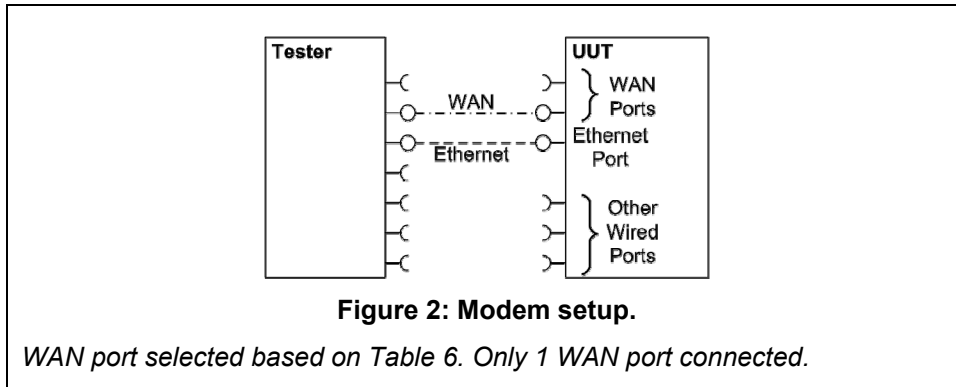 Tester
UUT
WAN
Ports
WAN
Ethernet
Port
Ethernet
Other
Wired
Ports
Figure 2: Modem setup.
WAN port selected based on Table 6. Only 1 WAN port connected.